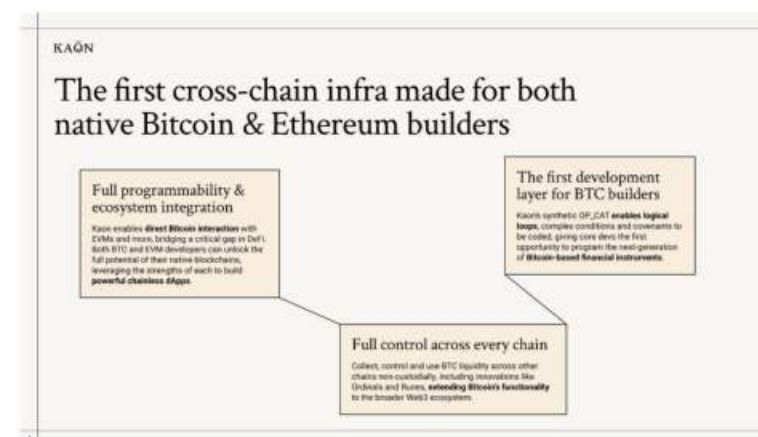 KAŌN
The first cross-chain infra made for both
native Bitcoin & Ethereum builders
Full programmability &
ecosystem integration
Kaon enables direct Bitcoin interaction with
EVMs and more, bridging a critical gap in DeFi.
Both BTC and EVM developers can unlock the
full potential of their native blockchains,
leveraging the strengths of each to build
powerful chainless dApps.
The first development
layer for BTC builders
Kaon's synthetic OP_CAT enables logical
loops, complex conditions and covenants to
be coded, giving core devs the first
opportunity to program the next-generation
of Bitcoin-based financial instruments.
Full control across every chain
Collect, control and use BTC liquidity across other
chains non-custodially, including innovations like
Ordinals and Runes, extending Bitcoin's functionality
to the broader Web3 ecosystem.